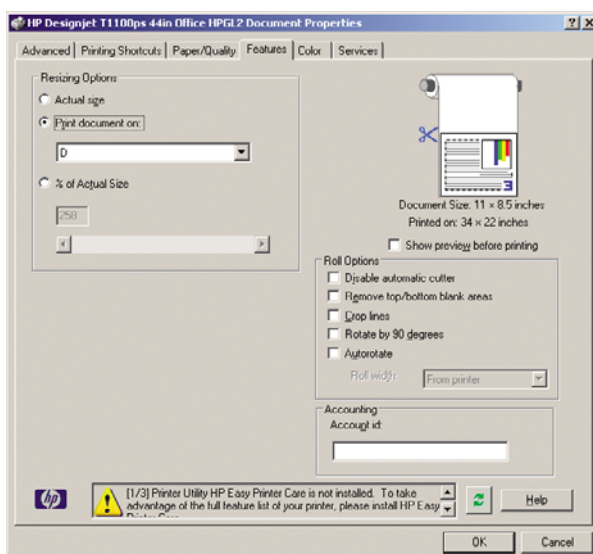 HP Designjet T1100ps 44in Office HPGL2 Document Properties
Advanced
Printing Shortcuts
Paper/Quality
Features
Color
Services
Resizing Options
Actual size
Print document on:
D
% of Actual Size
258
Document Size: 11 × 8.5 inches
Printed on: 34 × 22 inches
Show preview before printing
Roll Options
Disable automatic cutter
Remove top/bottom blank areas
Crop lines
Rotate by 90 degrees
Autorotate
Roll width:
From printer
Accounting
Account id:
hp
[1/3] Printer Utility HP Easy Printer Care is not installed. To take
advantage of the full feature list of your printer, please install HP Easy
Help
OK
Cancel